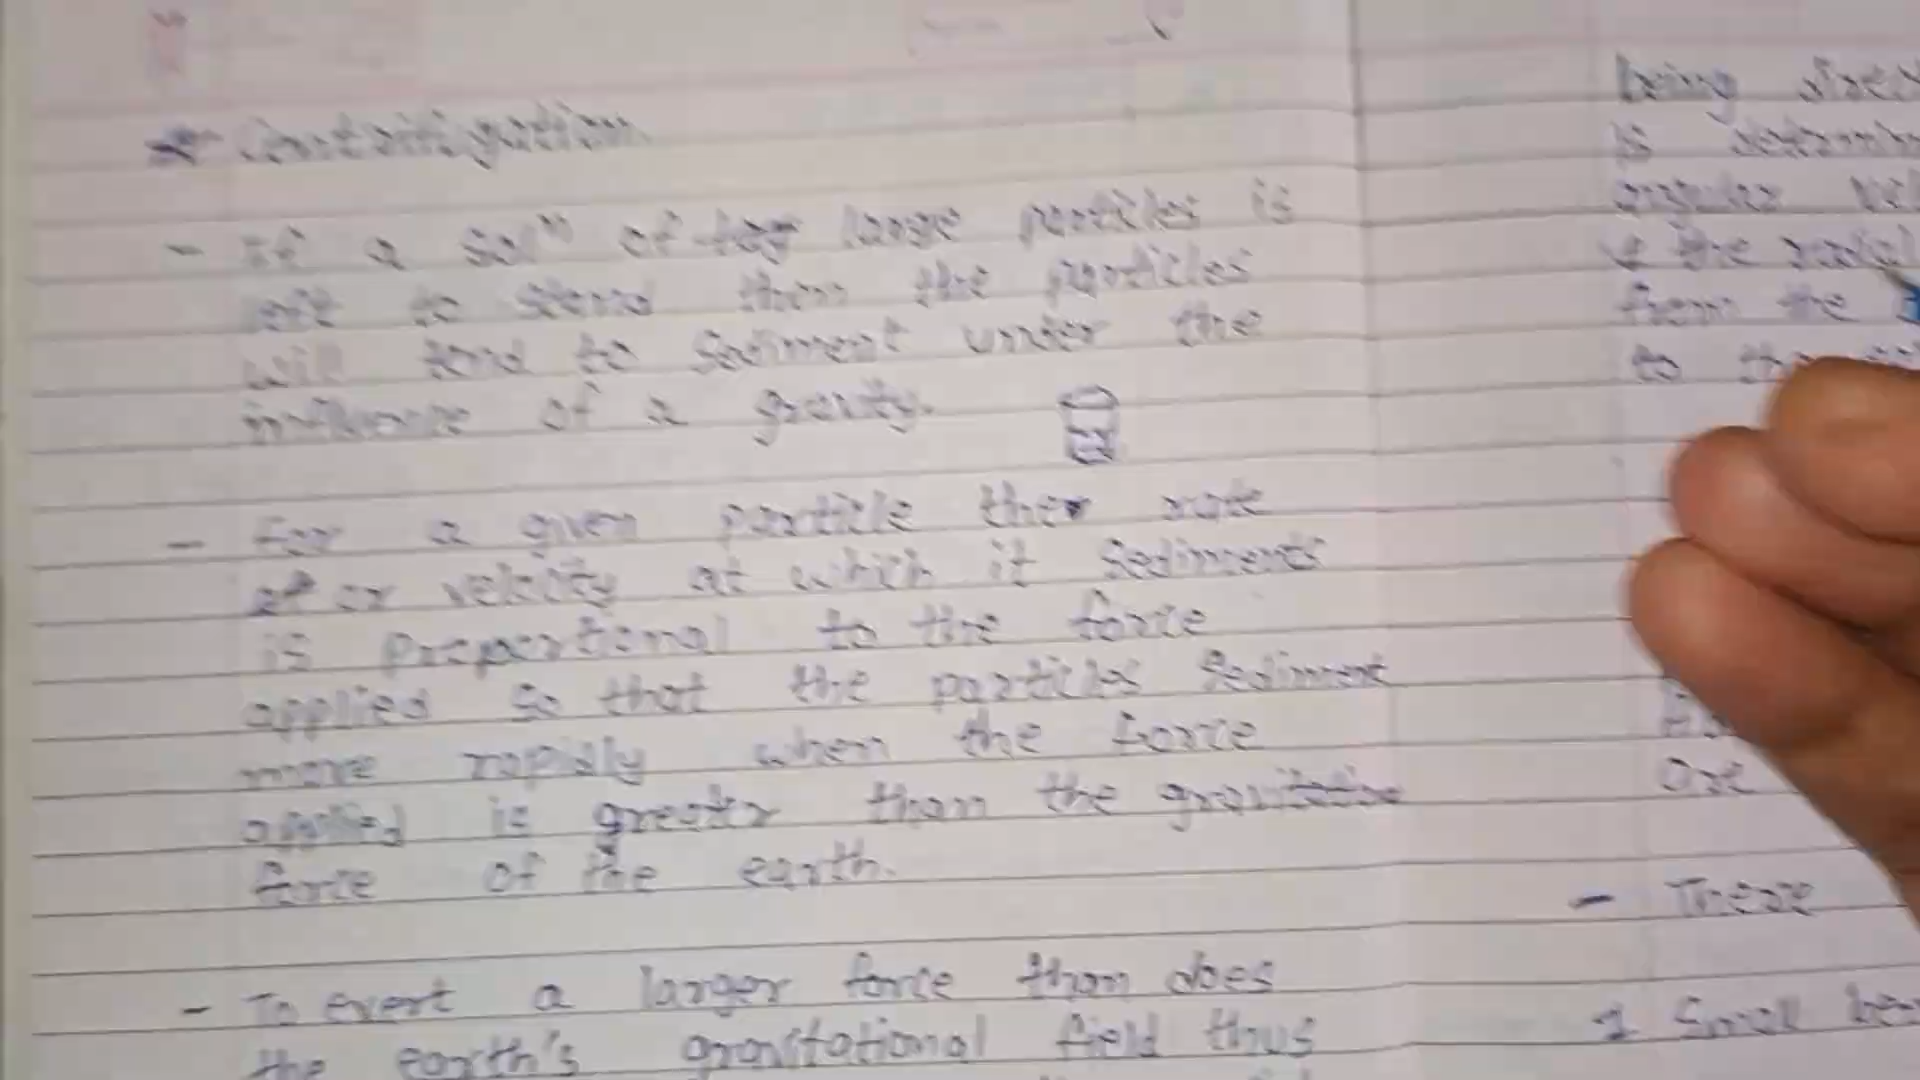 * Centrifugation
- If a Solⁿ of large particles is
left to stand then the particles
will tend to Sediment under the
influence of a gravity.
- For a given particle the rate
or velocity at which it Sediments
is proportional to the force
applied so that the particles Sediment
more rapidly when the force
applied is greater than the gravitative
force of the earth.
- To exert a larger force than does
the earth's gravitational field thus
being
is
angular
& the radial
from the
to the
are
- These
1 Small